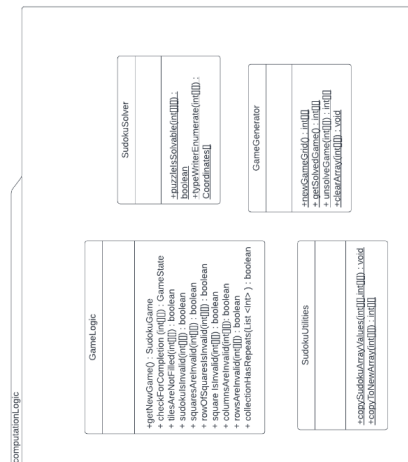 computationLogic
GameLogic
+getNewGame() : SudokuGame
+ checkForCompletion (int[][]) : GameState
+ tilesAreNotFilled(int[][]) : boolean
+ sudokuIsInvalid(int[][]) : boolean
+ squaresAreInvalid(int[][]) : boolean
+ rowOfSquaresIsInvalid(int[][]) : boolean
+ square IsInvalid(int[][]) : boolean
+ columnsAreInvalid(int[][]): boolean
+ rowsAreInvalid(int[][]) : boolean
+ collectionHasRepeats(List <int> ) : boolean
SudokuSolver
+puzzleIsSolvable(int[][]) :
boolean
+typeWriterEnumerate(int[][]) :
Coordinates[]
SudokuUtilities
+copySudokuArrayValues(int[][],int[][]) : void
+copyToNewArray(int[][]) : int[][]
GameGenerator
+newGameGrid() : int[][]
+ getSolvedGame() : int[][]
+ unsolveGame(int[][]) : int[][]
+clearArray(int[][]) : void